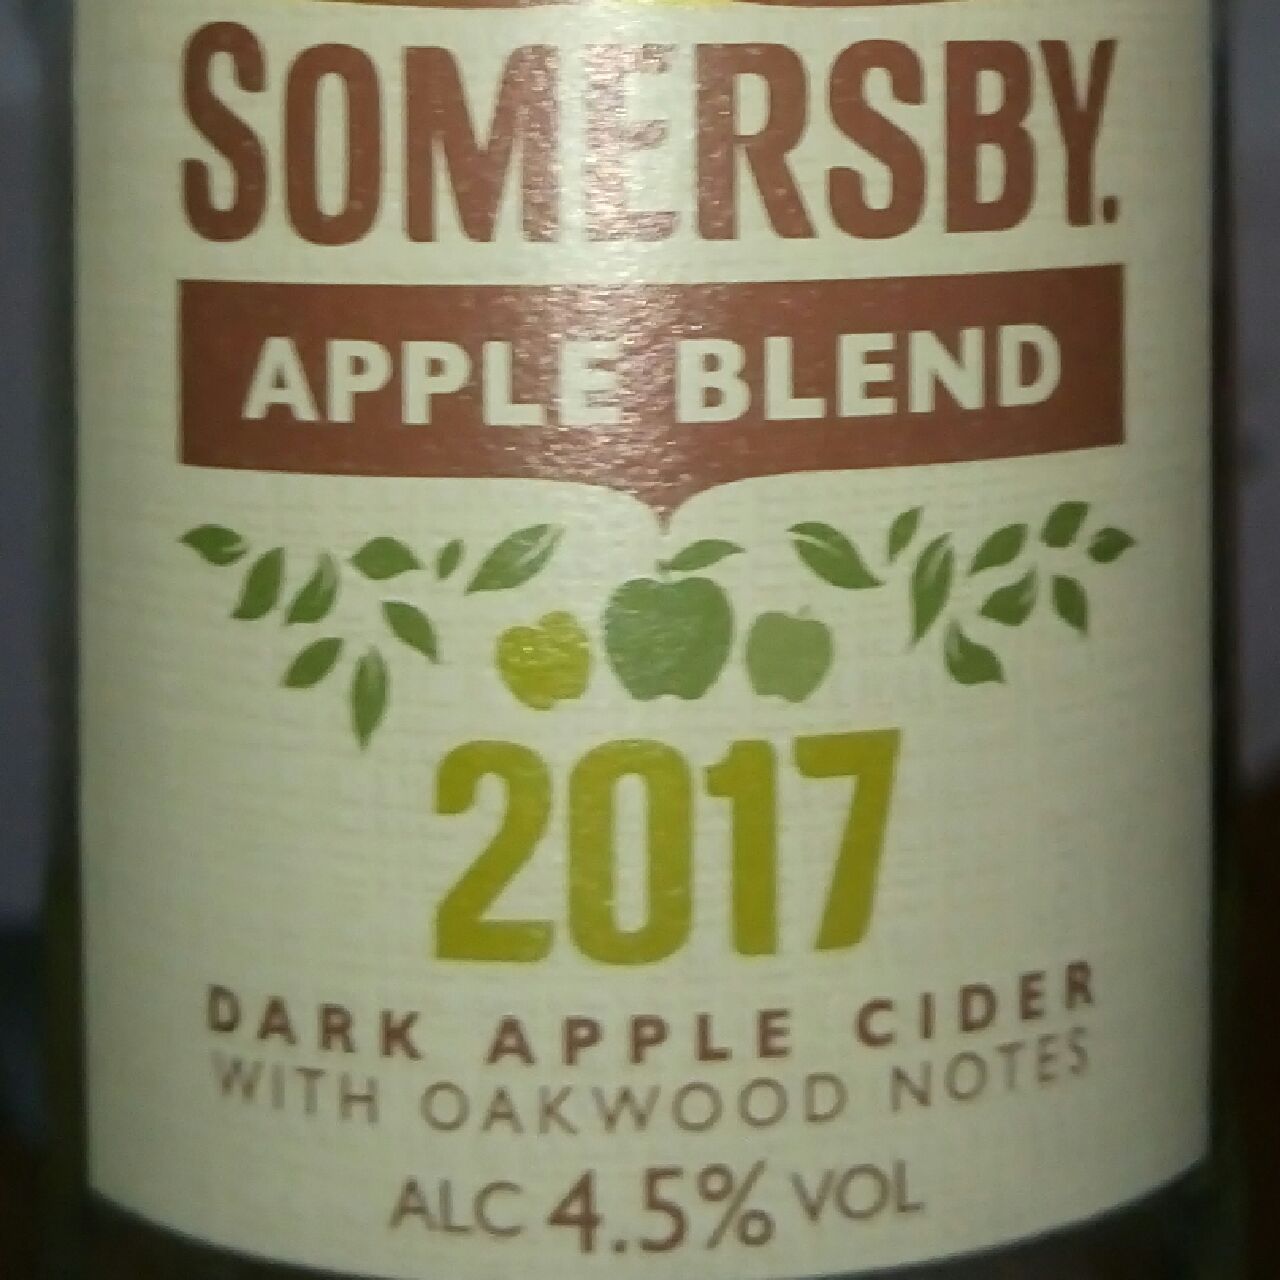 SOMERSBY.
APPLE BLEND
2017
DARK APPLE CIDER
WITH OAKWOOD NOTES
ALC 4.5% VOL